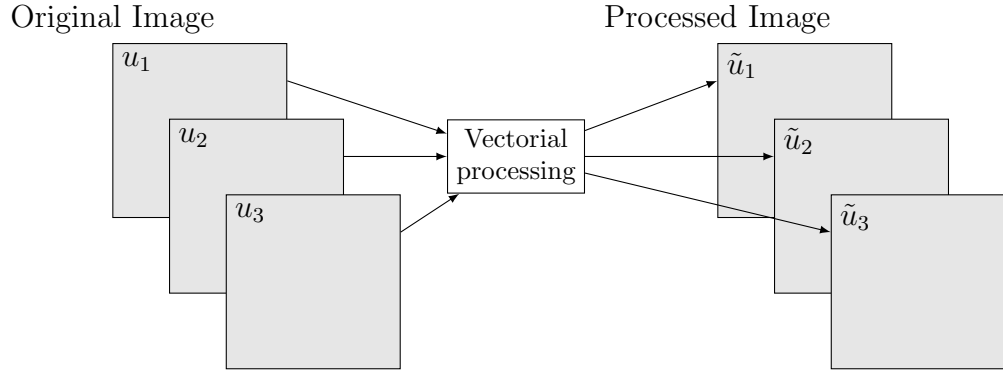 Original Image
Processed Image
u₁
u₂
u₃
Vectorial
processing
ũ₁
ũ₂
ũ₃